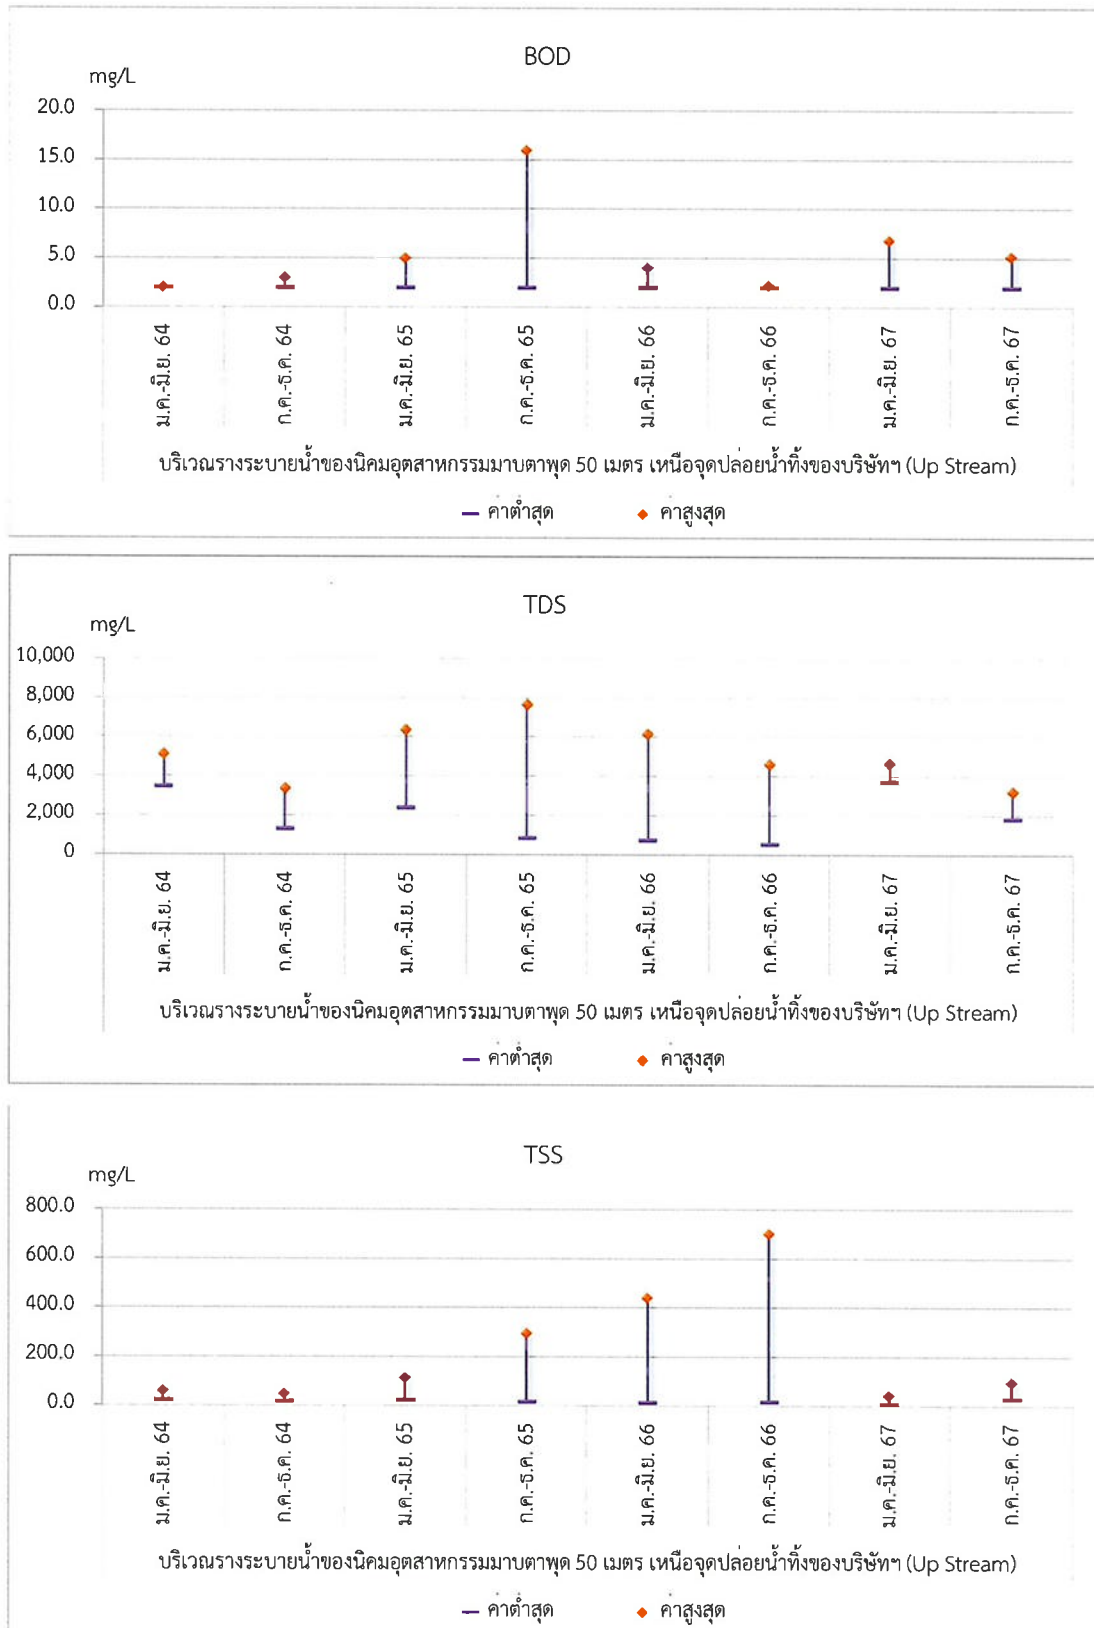 BOD
mg/L
20.0
15.0
10.0
5.0
0.0
ม.ค.-มิ.ย. 64
ก.ค.-ธ.ค. 64
ม.ค.-มิ.ย. 65
ก.ค.-ธ.ค. 65
ม.ค.-มิ.ย. 66
ก.ค.-ธ.ค. 66
ม.ค.-มิ.ย. 67
ก.ค.-ธ.ค. 67
บริเวณรางระบายน้ำของนิคมอุตสาหกรรมมาบตาพุด 50 เมตร เหนือจุดปล่อยน้ำทิ้งของบริษัทฯ (Up Stream)
ค่าต่ำสุด ค่าสูงสุด
TDS
mg/L
10,000
8,000
6,000
4,000
2,000
0
ม.ค.-มิ.ย. 64
ก.ค.-ธ.ค. 64
ม.ค.-มิ.ย. 65
ก.ค.-ธ.ค. 65
ม.ค.-มิ.ย. 66
ก.ค.-ธ.ค. 66
ม.ค.-มิ.ย. 67
ก.ค.-ธ.ค. 67
บริเวณรางระบายน้ำของนิคมอุตสาหกรรมมาบตาพุด 50 เมตร เหนือจุดปล่อยน้ำทิ้งของบริษัทฯ (Up Stream)
ค่าต่ำสุด ค่าสูงสุด
TSS
mg/L
800.0
600.0
400.0
200.0
0.0
ม.ค.-มิ.ย. 64
ก.ค.-ธ.ค. 64
ม.ค.-มิ.ย. 65
ก.ค.-ธ.ค. 65
ม.ค.-มิ.ย. 66
ก.ค.-ธ.ค. 66
ม.ค.-มิ.ย. 67
ก.ค.-ธ.ค. 67
บริเวณรางระบายน้ำของนิคมอุตสาหกรรมมาบตาพุด 50 เมตร เหนือจุดปล่อยน้ำทิ้งของบริษัทฯ (Up Stream)
ค่าต่ำสุด ค่าสูงสุด